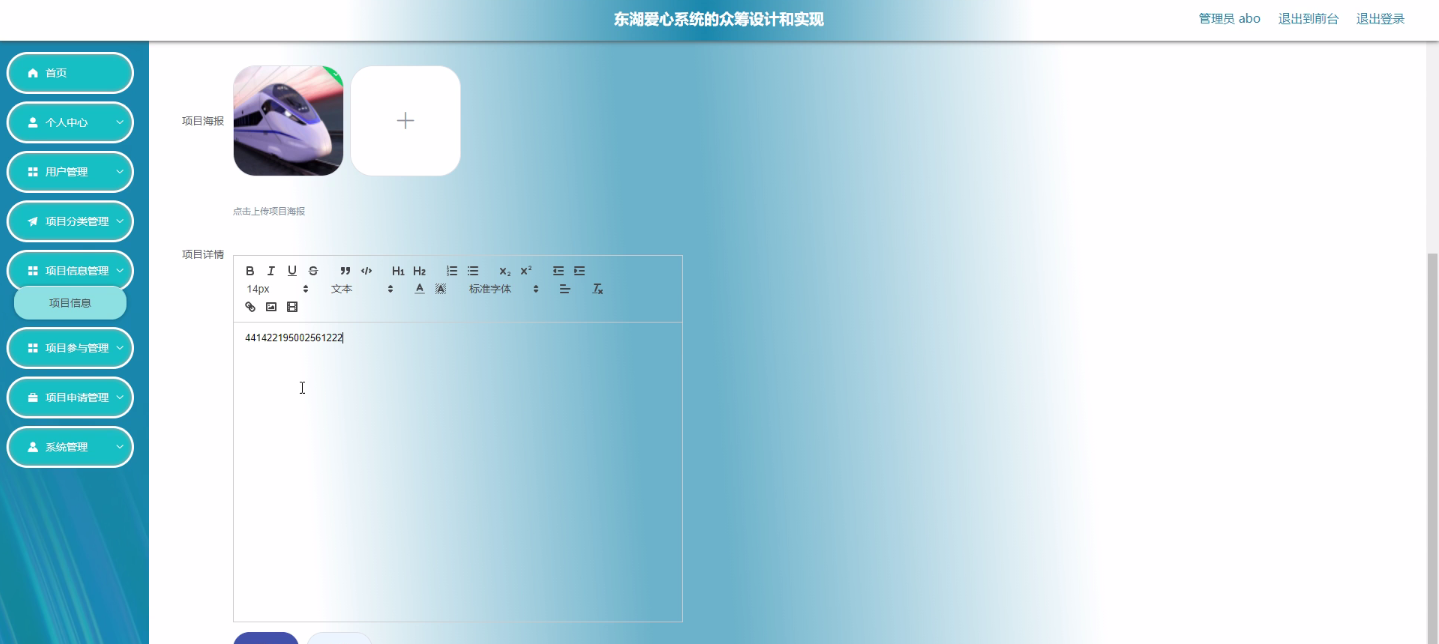 东湖爱心系统的众筹设计和实现
管理员 abo 退出到前台 退出登录
首页
个人中心
用户管理
项目分类管理
项目信息管理
项目信息
项目参与管理
项目申请管理
系统管理
项目海报
点击上传项目海报
项目详情
B I U S H1 H2 X2 X2
14px 文本 A A 标准字体 Tx
441422195002561222